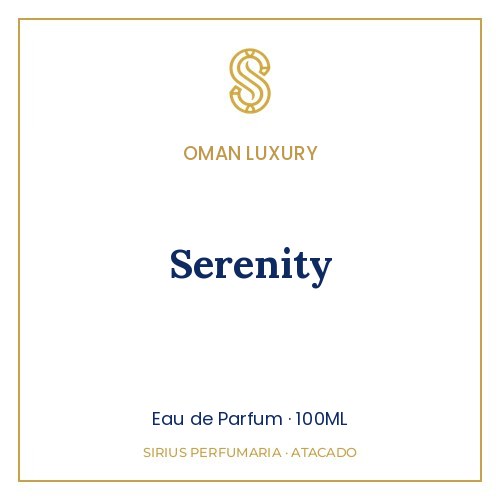 OMAN LUXURY
Serenity
Eau de Parfum · 100ML
SIRIUS PERFUMARIA · ATACADO